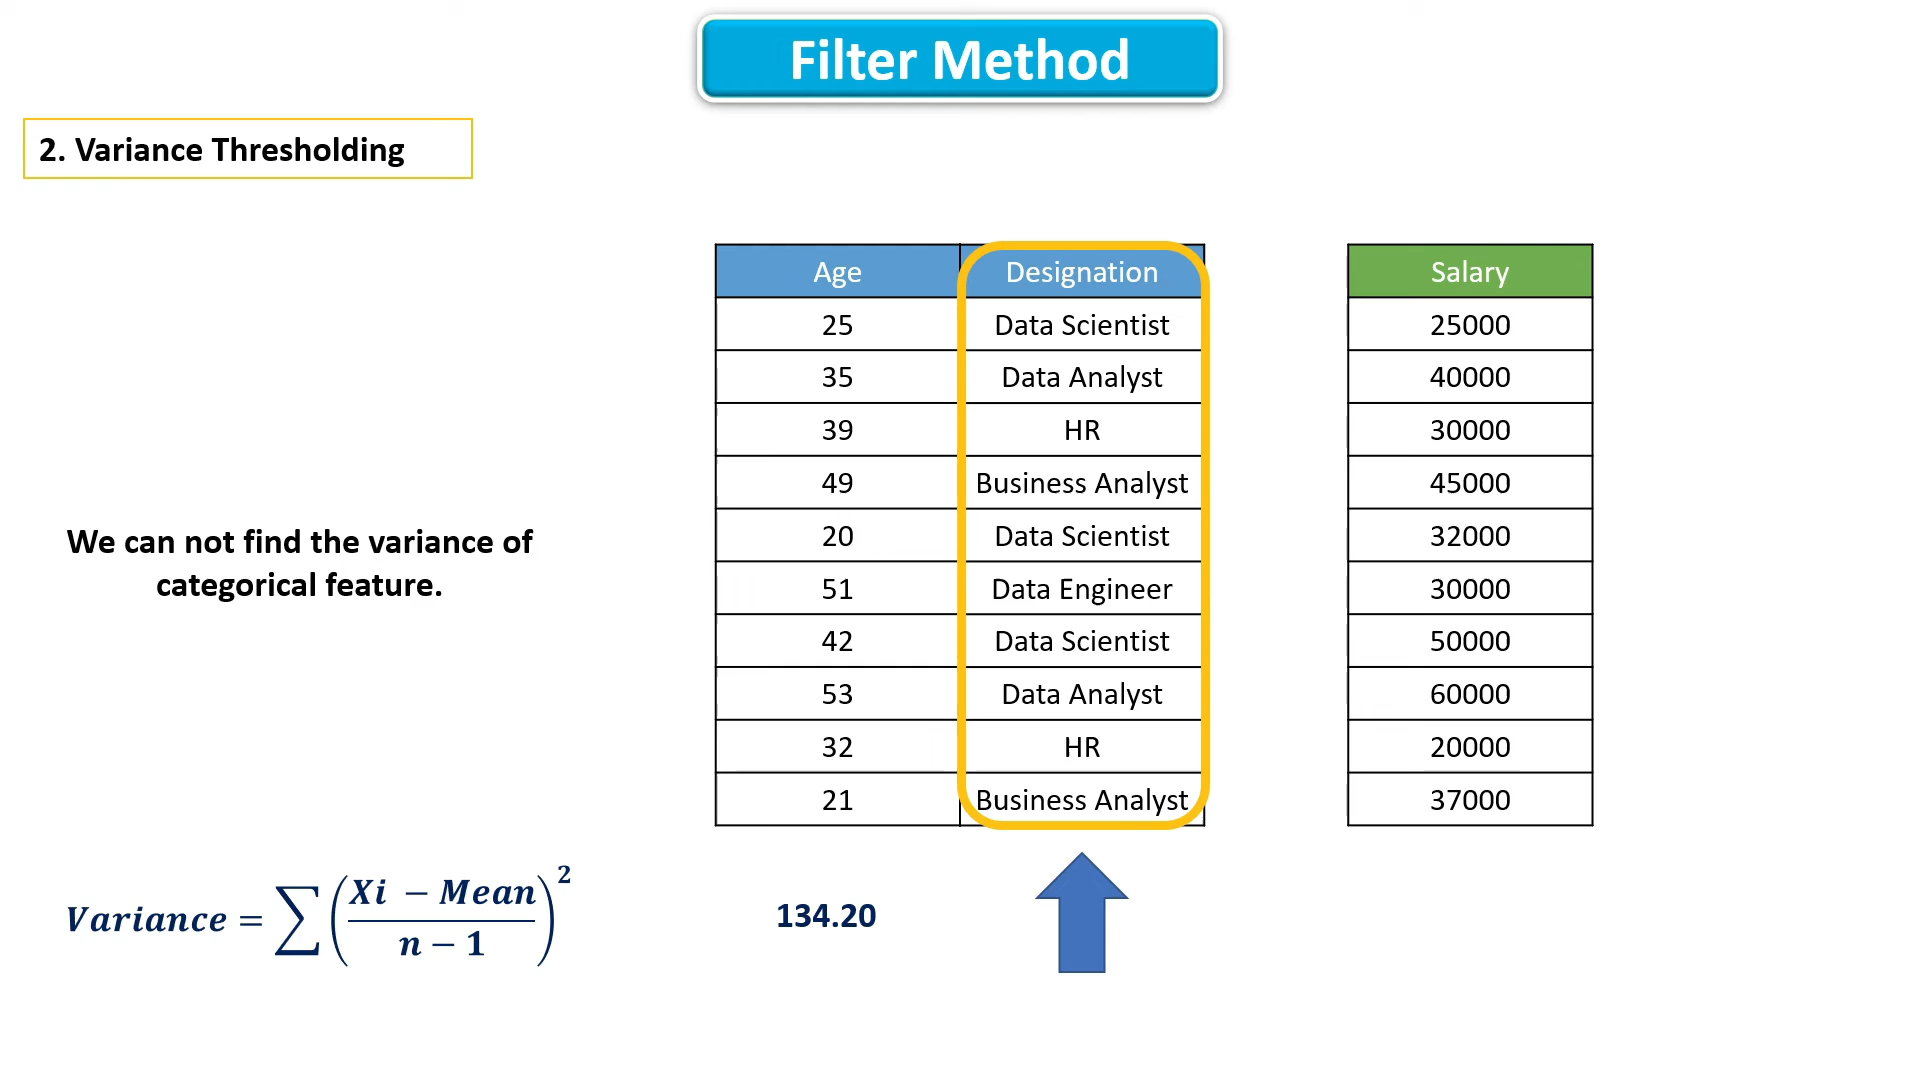 Filter Method
2. Variance Thresholding
Age Designation Salary
25 Data Scientist 25000
35 Data Analyst 40000
39 HR 30000
49 Business Analyst 45000
20 Data Scientist 32000
51 Data Engineer 30000
42 Data Scientist 50000
53 Data Analyst 60000
32 HR 20000
21 Business Analyst 37000
We can not find the variance of
categorical feature.
Variance = ∑ ((Xi − Mean)/(n − 1))²
134.20